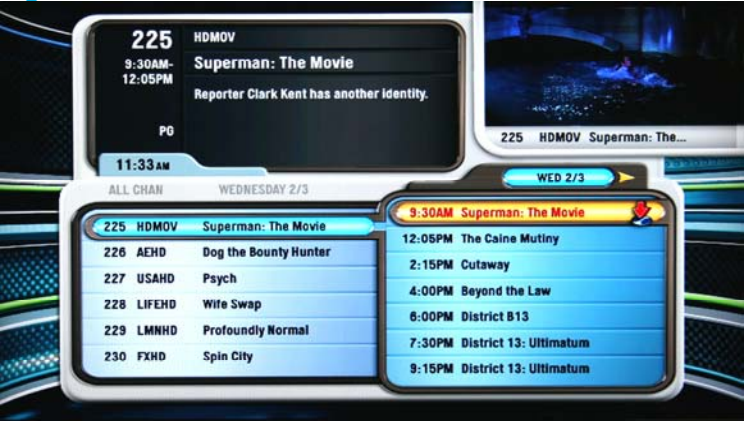 225 HDMOV
9:30AM-
12:05PM
Superman: The Movie
Reporter Clark Kent has another identity.
PG
225 HDMOV Superman: The...
11:33AM
WED 2/3
ALL CHAN WEDNESDAY 2/3
225 HDMOV Superman: The Movie
226 AEHD Dog the Bounty Hunter
227 USAHD Psych
228 LIFEHD Wife Swap
229 LMNHD Profoundly Normal
230 FXHD Spin City
9:30AM Superman: The Movie
12:05PM The Caine Mutiny
2:15PM Cutaway
4:00PM Beyond the Law
6:00PM District B13
7:30PM District 13: Ultimatum
9:15PM District 13: Ultimatum